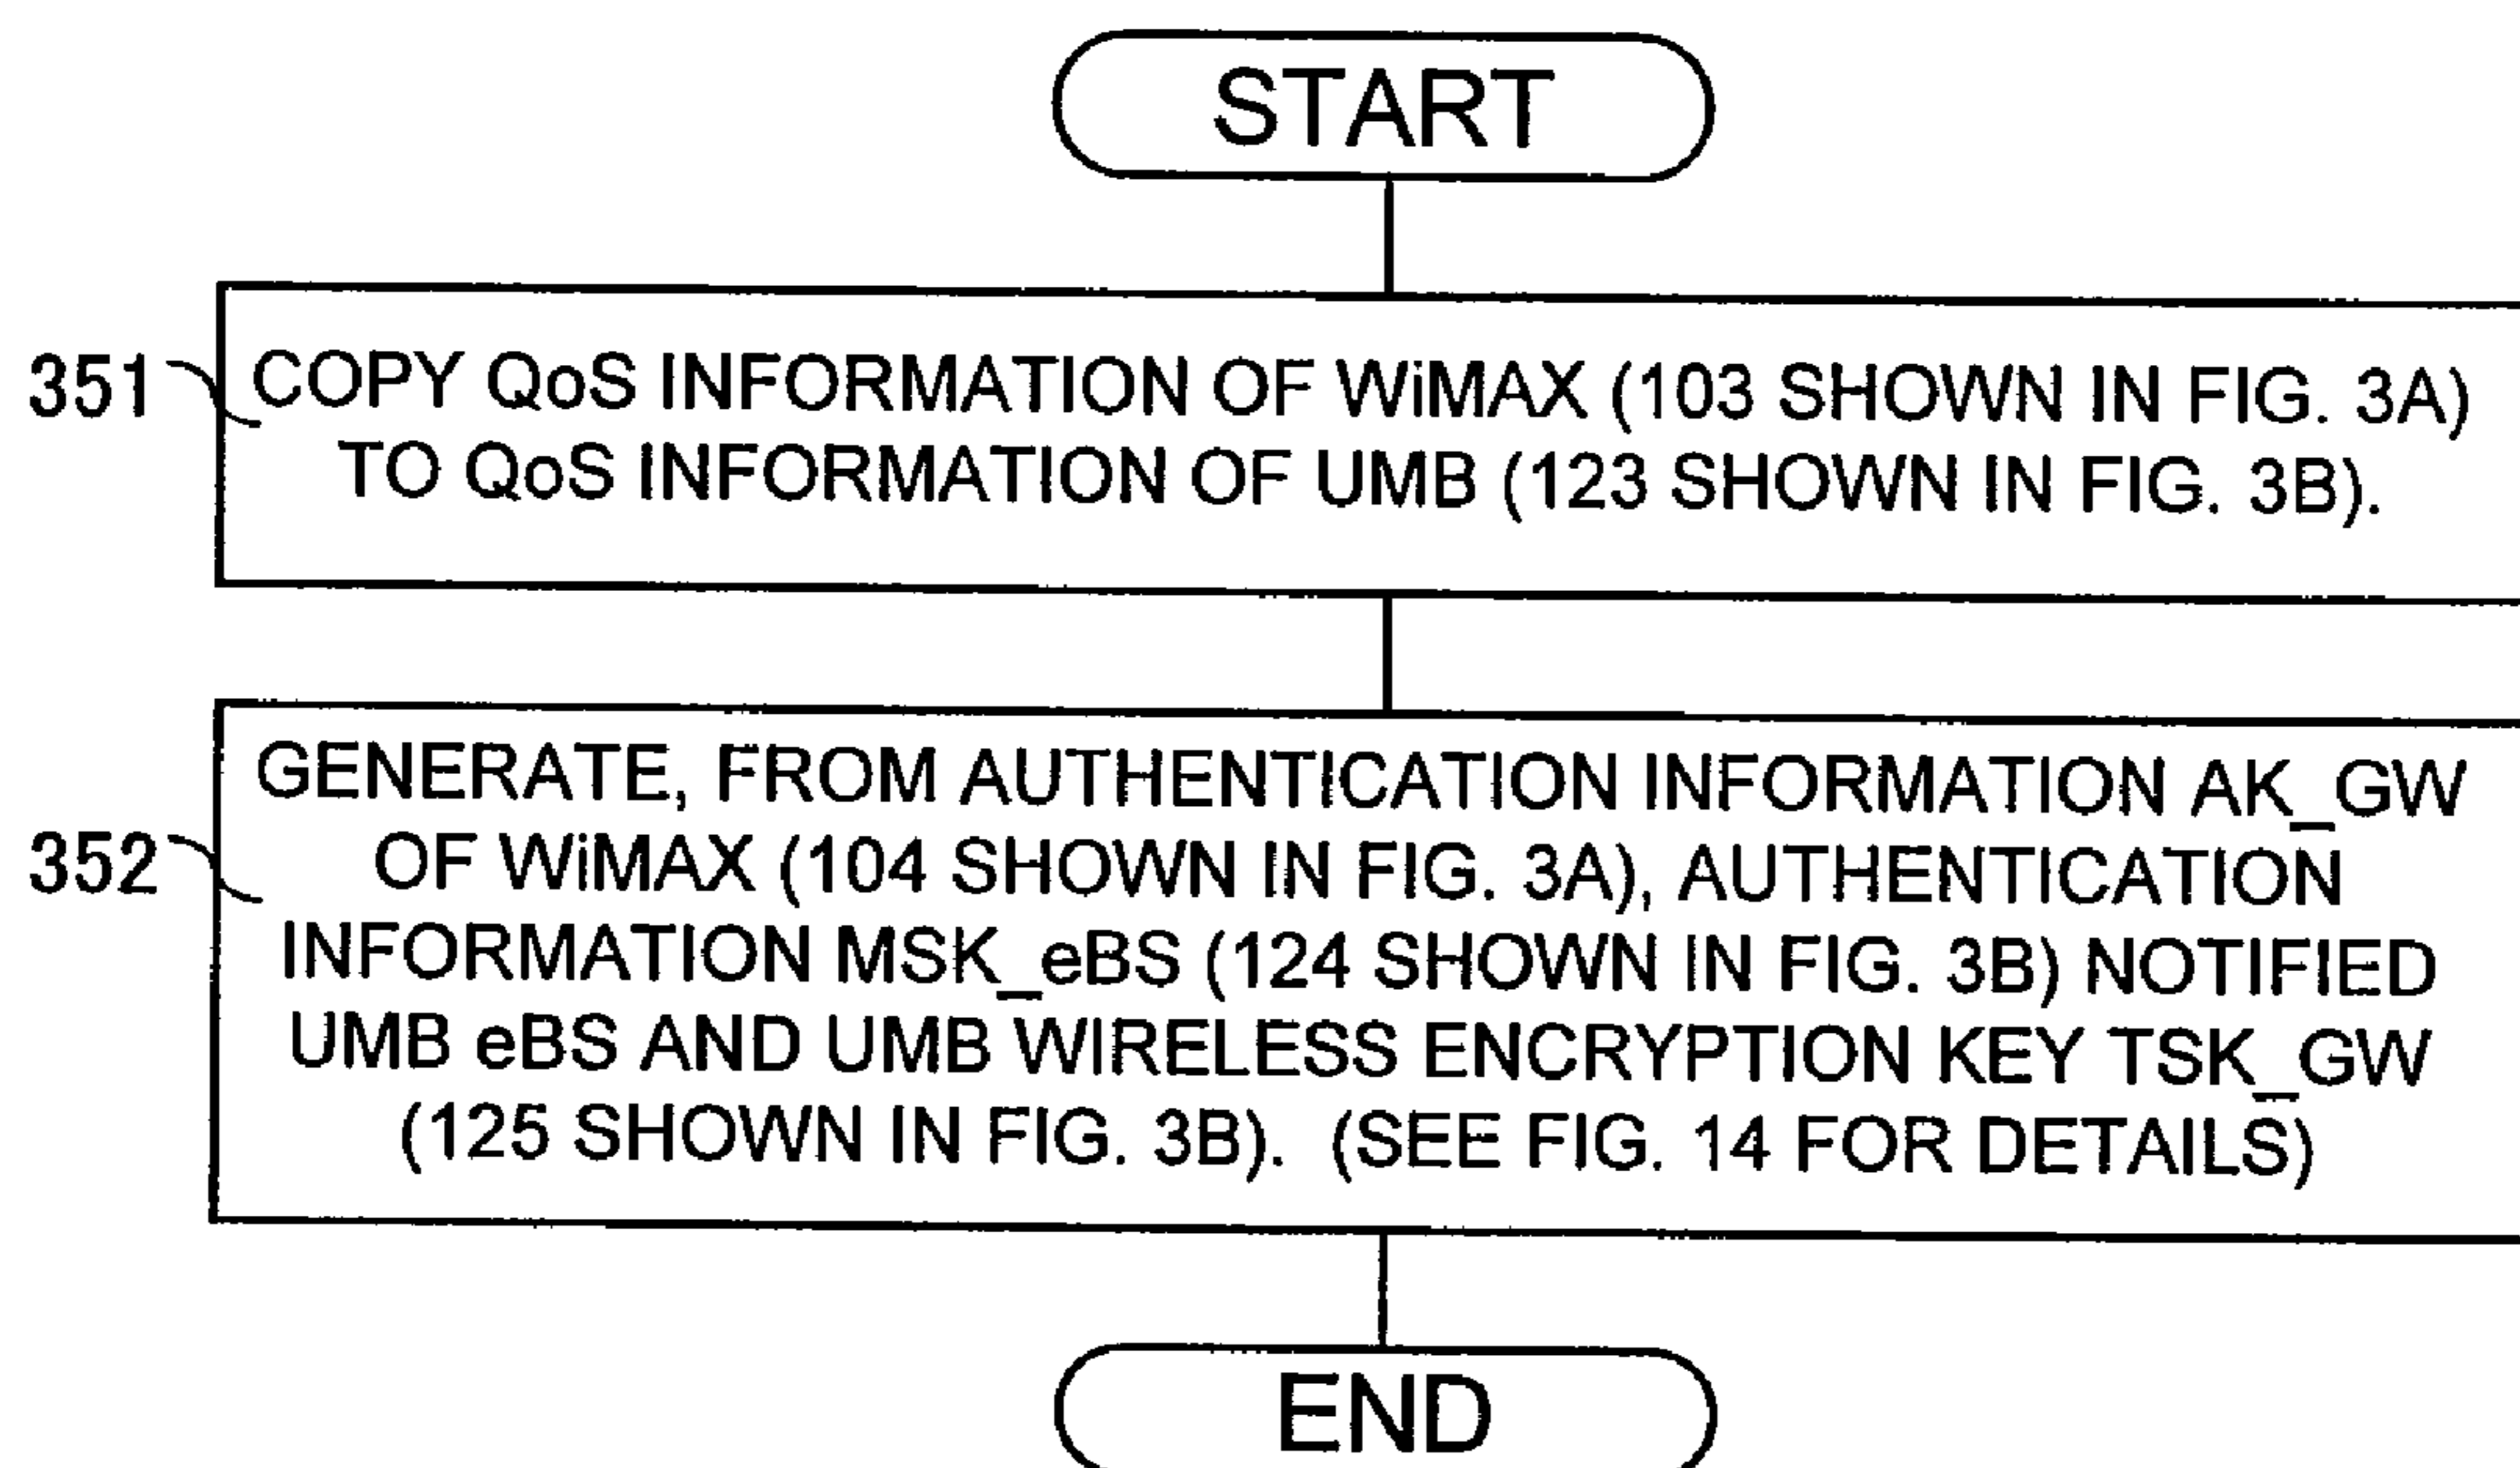 START
351
COPY QoS INFORMATION OF WiMAX (103 SHOWN IN FIG. 3A)
TO QoS INFORMATION OF UMB (123 SHOWN IN FIG. 3B).
352
GENERATE, FROM AUTHENTICATION INFORMATION AK_GW
OF WiMAX (104 SHOWN IN FIG. 3A), AUTHENTICATION
INFORMATION MSK_eBS (124 SHOWN IN FIG. 3B) NOTIFIED
UMB eBS AND UMB WIRELESS ENCRYPTION KEY TSK_GW
(125 SHOWN IN FIG. 3B). (SEE FIG. 14 FOR DETAILS)
END